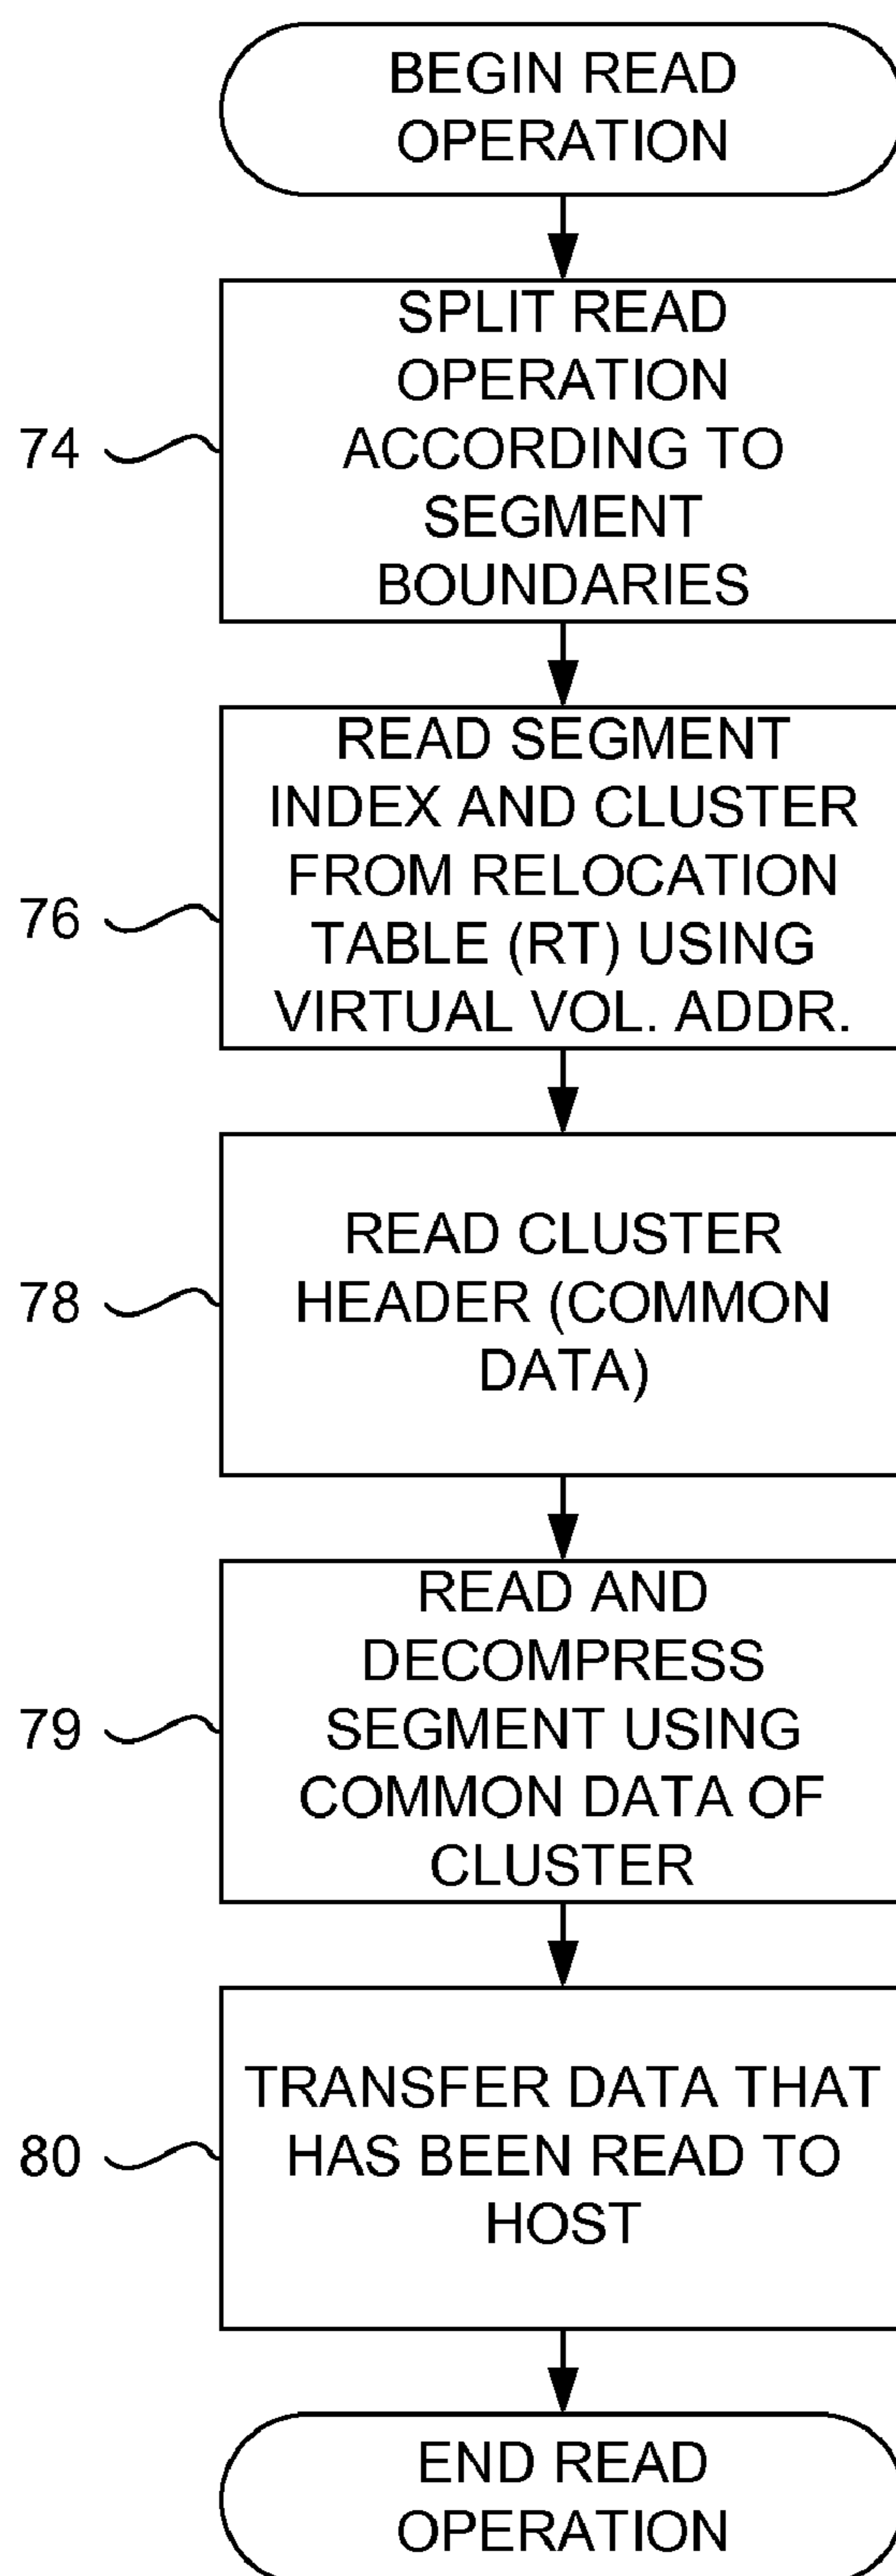 BEGIN READ
OPERATION
SPLIT READ
OPERATION
74
ACCORDING TO
SEGMENT
BOUNDARIES
READ SEGMENT
INDEX AND CLUSTER
FROM RELOCATION
76
TABLE (RT) USING
VIRTUAL VOL. ADDR.
READ CLUSTER
78
HEADER (COMMON
DATA)
READ AND
DECOMPRESS
79
SEGMENT USING
COMMON DATA OF
CLUSTER
TRANSFER DATA THAT
80
HAS BEEN READ TO
HOST
END READ
OPERATION